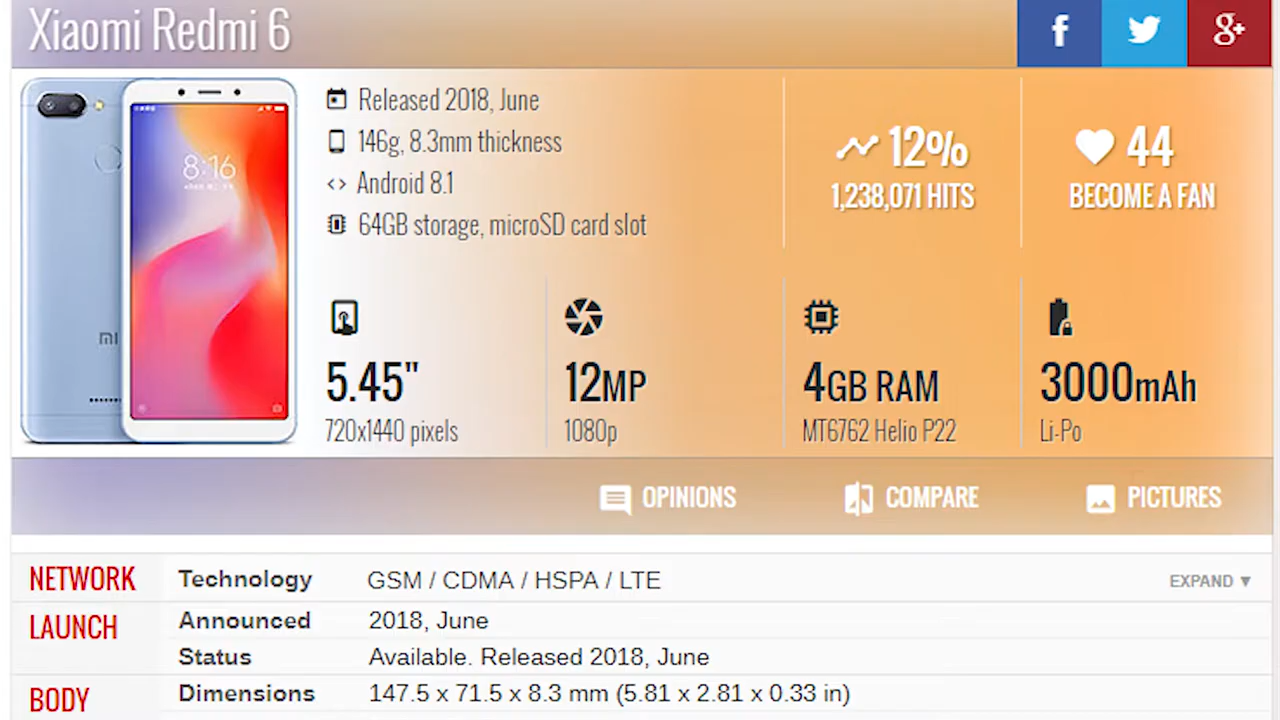 Xiaomi Redmi 6
f
g+
Released 2018, June
146g, 8.3mm thickness
Android 8.1
64GB storage, microSD card slot
12%
1,238,071 HITS
44
BECOME A FAN
8:16
MI
5.45"
720x1440 pixels
12MP
1080p
4GB RAM
MT6762 Helio P22
3000mAh
Li-Po
OPINIONS
COMPARE
PICTURES
NETWORK Technology GSM / CDMA / HSPA / LTE EXPAND ▼
LAUNCH Announced 2018, June
Status Available. Released 2018, June
BODY Dimensions 147.5 x 71.5 x 8.3 mm (5.81 x 2.81 x 0.33 in)